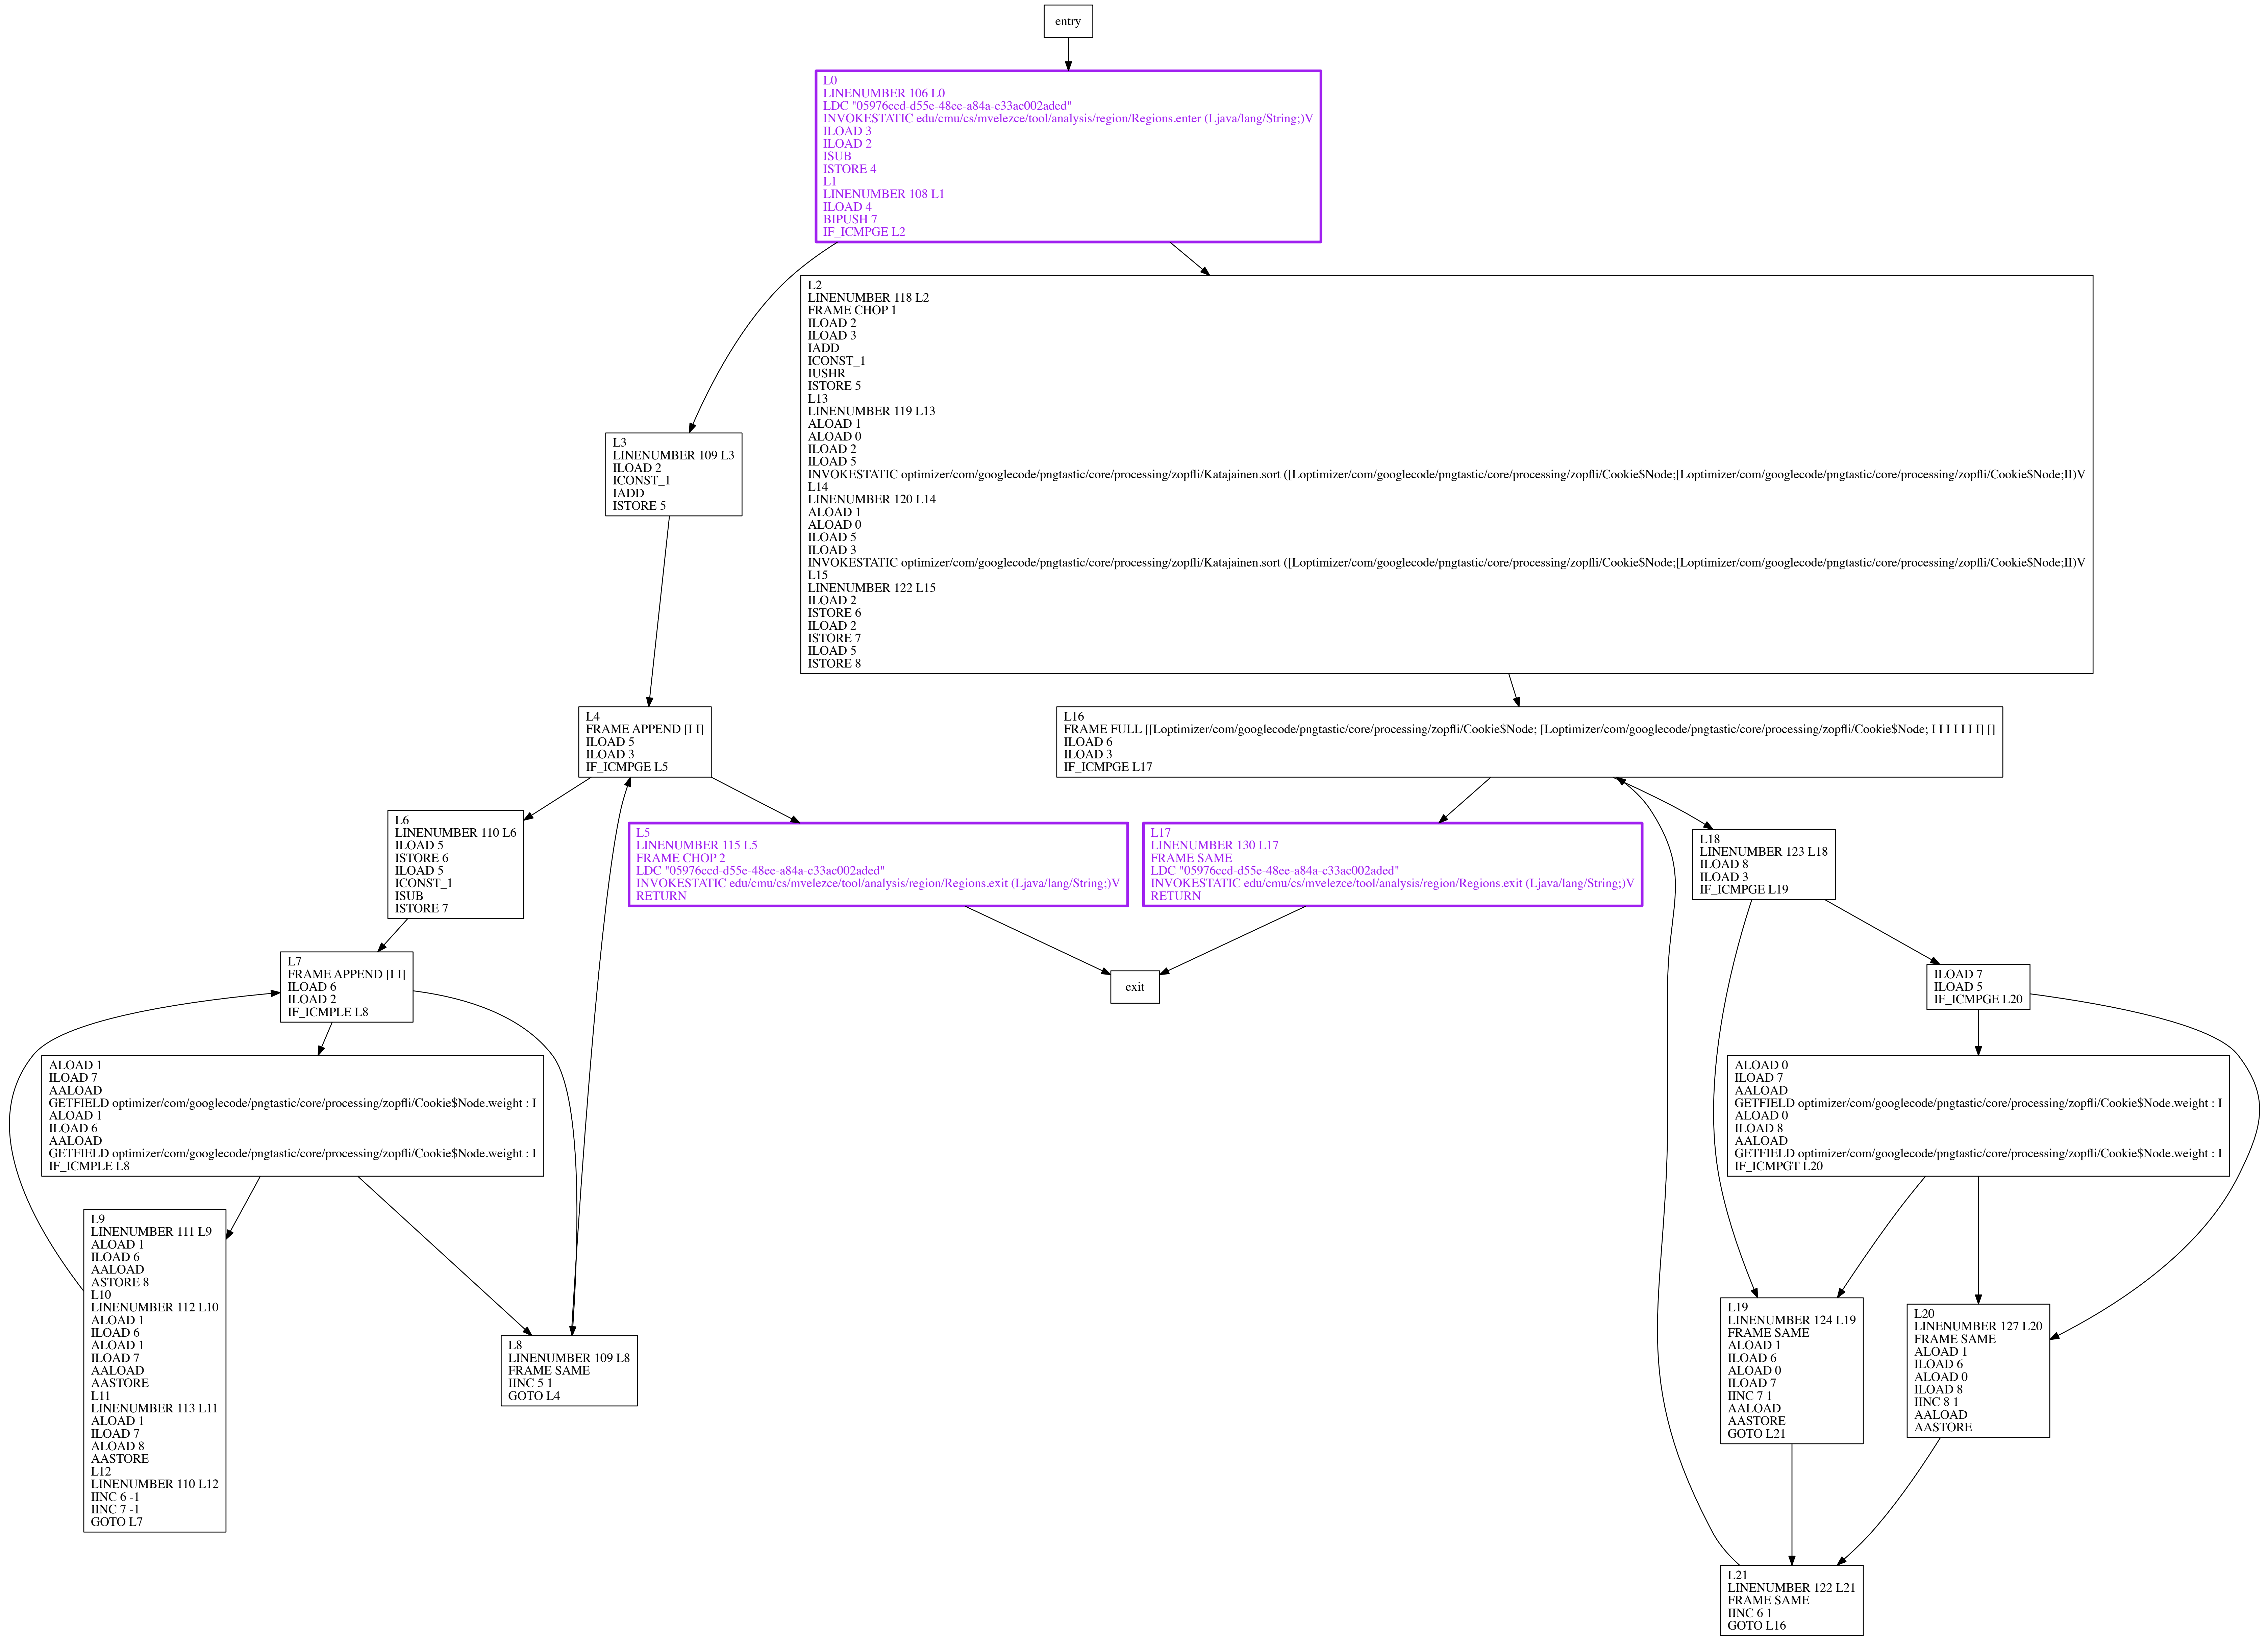 entry
L0
LINENUMBER 106 L0
LDC "05976ccd-d55e-48ee-a84a-c33ac002aded"
INVOKESTATIC edu/cmu/cs/mvelezce/tool/analysis/region/Regions.enter (Ljava/lang/String;)V
ILOAD 3
ILOAD 2
ISUB
ISTORE 4
L1
LINENUMBER 108 L1
ILOAD 4
BIPUSH 7
IF_ICMPGE L2
L2
LINENUMBER 118 L2
FRAME CHOP 1
ILOAD 2
ILOAD 3
IADD
ICONST_1
IUSHR
ISTORE 5
L13
LINENUMBER 119 L13
ALOAD 1
ALOAD 0
ILOAD 2
ILOAD 5
INVOKESTATIC optimizer/com/googlecode/pngtastic/core/processing/zopfli/Katajainen.sort ([Loptimizer/com/googlecode/pngtastic/core/processing/zopfli/Cookie$Node;[Loptimizer/com/googlecode/pngtastic/core/processing/zopfli/Cookie$Node;II)V
L14
LINENUMBER 120 L14
ALOAD 1
ALOAD 0
ILOAD 5
ILOAD 3
INVOKESTATIC optimizer/com/googlecode/pngtastic/core/processing/zopfli/Katajainen.sort ([Loptimizer/com/googlecode/pngtastic/core/processing/zopfli/Cookie$Node;[Loptimizer/com/googlecode/pngtastic/core/processing/zopfli/Cookie$Node;II)V
L15
LINENUMBER 122 L15
ILOAD 2
ISTORE 6
ILOAD 2
ISTORE 7
ILOAD 5
ISTORE 8
L3
LINENUMBER 109 L3
ILOAD 2
ICONST_1
IADD
ISTORE 5
L4
FRAME APPEND [I I]
ILOAD 5
ILOAD 3
IF_ICMPGE L5
L16
FRAME FULL [[Loptimizer/com/googlecode/pngtastic/core/processing/zopfli/Cookie$Node; [Loptimizer/com/googlecode/pngtastic/core/processing/zopfli/Cookie$Node; I I I I I I I] []
ILOAD 6
ILOAD 3
IF_ICMPGE L17
L6
LINENUMBER 110 L6
ILOAD 5
ISTORE 6
ILOAD 5
ICONST_1
ISUB
ISTORE 7
L5
LINENUMBER 115 L5
FRAME CHOP 2
LDC "05976ccd-d55e-48ee-a84a-c33ac002aded"
INVOKESTATIC edu/cmu/cs/mvelezce/tool/analysis/region/Regions.exit (Ljava/lang/String;)V
RETURN
L17
LINENUMBER 130 L17
FRAME SAME
LDC "05976ccd-d55e-48ee-a84a-c33ac002aded"
INVOKESTATIC edu/cmu/cs/mvelezce/tool/analysis/region/Regions.exit (Ljava/lang/String;)V
RETURN
L18
LINENUMBER 123 L18
ILOAD 8
ILOAD 3
IF_ICMPGE L19
L7
FRAME APPEND [I I]
ILOAD 6
ILOAD 2
IF_ICMPLE L8
exit
ILOAD 7
ILOAD 5
IF_ICMPGE L20
ALOAD 1
ILOAD 7
AALOAD
GETFIELD optimizer/com/googlecode/pngtastic/core/processing/zopfli/Cookie$Node.weight : I
ALOAD 1
ILOAD 6
AALOAD
GETFIELD optimizer/com/googlecode/pngtastic/core/processing/zopfli/Cookie$Node.weight : I
IF_ICMPLE L8
ALOAD 0
ILOAD 7
AALOAD
GETFIELD optimizer/com/googlecode/pngtastic/core/processing/zopfli/Cookie$Node.weight : I
ALOAD 0
ILOAD 8
AALOAD
GETFIELD optimizer/com/googlecode/pngtastic/core/processing/zopfli/Cookie$Node.weight : I
IF_ICMPGT L20
L9
LINENUMBER 111 L9
ALOAD 1
ILOAD 6
AALOAD
ASTORE 8
L10
LINENUMBER 112 L10
ALOAD 1
ILOAD 6
ALOAD 1
ILOAD 7
AALOAD
AASTORE
L11
LINENUMBER 113 L11
ALOAD 1
ILOAD 7
ALOAD 8
AASTORE
L12
LINENUMBER 110 L12
IINC 6 -1
IINC 7 -1
GOTO L7
L8
LINENUMBER 109 L8
FRAME SAME
IINC 5 1
GOTO L4
L19
LINENUMBER 124 L19
FRAME SAME
ALOAD 1
ILOAD 6
ALOAD 0
ILOAD 7
IINC 7 1
AALOAD
AASTORE
GOTO L21
L20
LINENUMBER 127 L20
FRAME SAME
ALOAD 1
ILOAD 6
ALOAD 0
ILOAD 8
IINC 8 1
AALOAD
AASTORE
L21
LINENUMBER 122 L21
FRAME SAME
IINC 6 1
GOTO L16